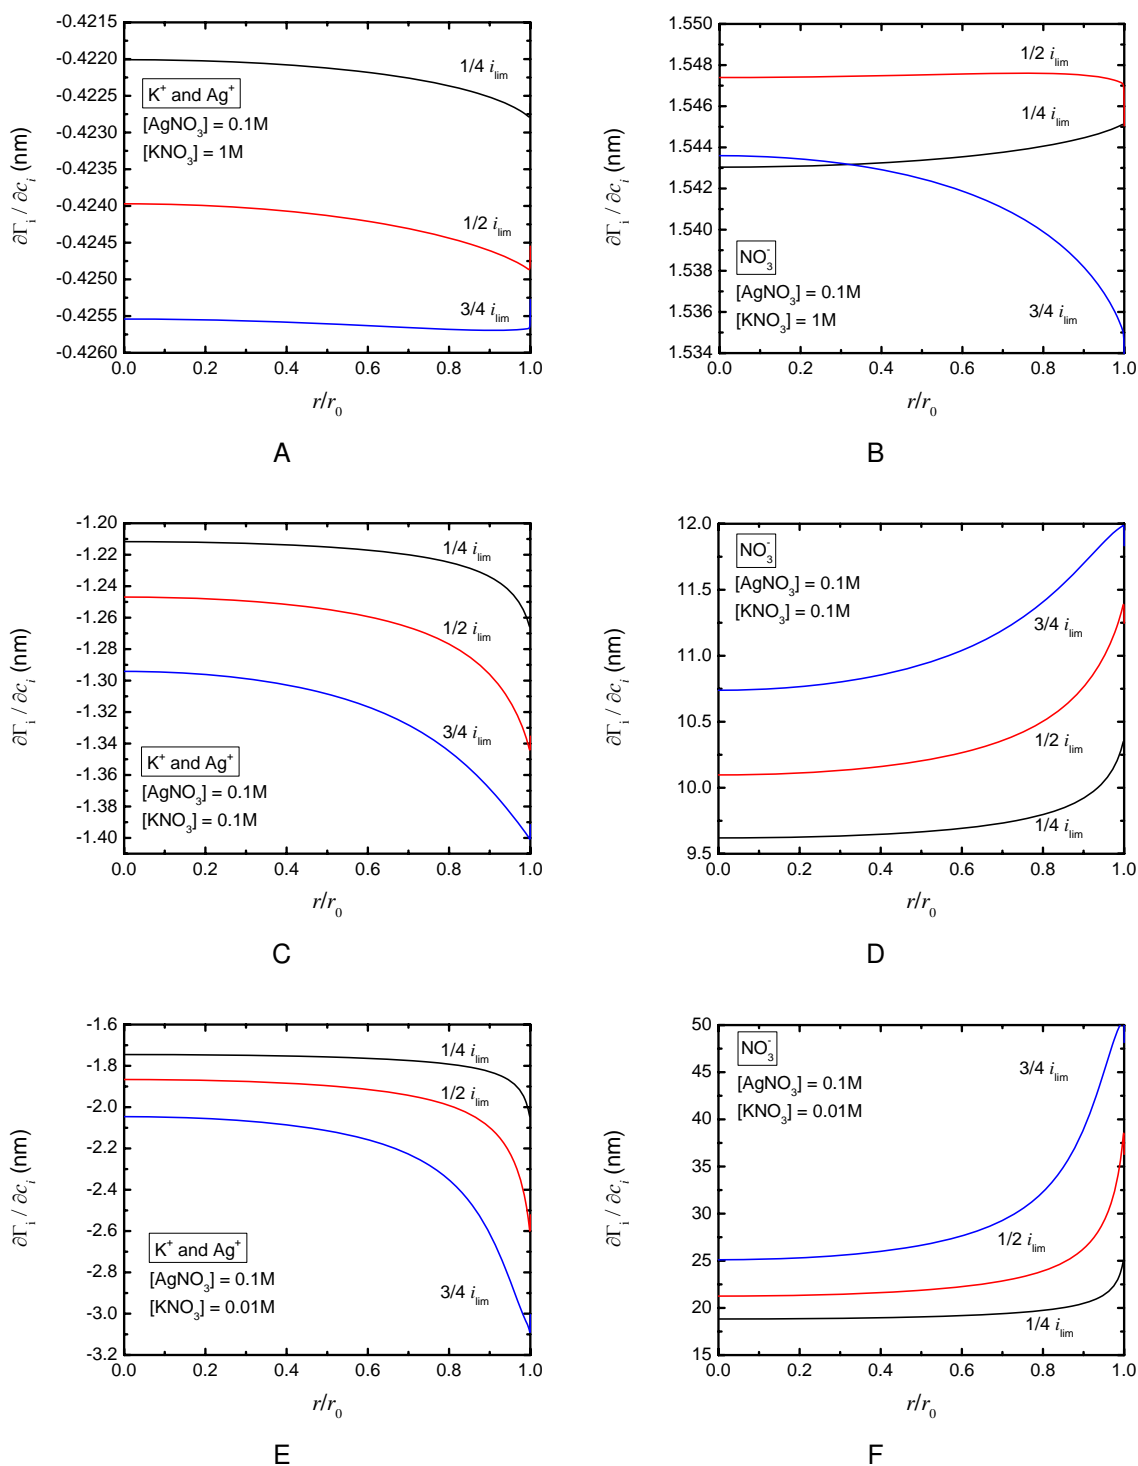 -0.4215
-0.4220
-0.4225
-0.4230
-0.4235
-0.4240
-0.4245
-0.4250
-0.4255
-0.4260
∂Γi / ∂ci (nm)
1/4 ilim
K+ and Ag+
[AgNO3] = 0.1M
[KNO3] = 1M
1/2 ilim
3/4 ilim
0.0 0.2 0.4 0.6 0.8 1.0
r/r0
A
1.550
1.548
1.546
1.544
1.542
1.540
1.538
1.536
1.534
∂Γi / ∂ci (nm)
1/2 ilim
1/4 ilim
NO3-
[AgNO3] = 0.1M
[KNO3] = 1M
3/4 ilim
0.0 0.2 0.4 0.6 0.8 1.0
r/r0
B
-1.20
-1.22
-1.24
-1.26
-1.28
-1.30
-1.32
-1.34
-1.36
-1.38
-1.40
∂Γi / ∂ci (nm)
1/4 ilim
1/2 ilim
3/4 ilim
K+ and Ag+
[AgNO3] = 0.1M
[KNO3] = 0.1M
0.0 0.2 0.4 0.6 0.8 1.0
r/r0
C
12.0
11.5
11.0
10.5
10.0
9.5
∂Γi / ∂ci (nm)
NO3-
[AgNO3] = 0.1M
[KNO3] = 0.1M
3/4 ilim
1/2 ilim
1/4 ilim
0.0 0.2 0.4 0.6 0.8 1.0
r/r0
D
-1.6
-1.8
-2.0
-2.2
-2.4
-2.6
-2.8
-3.0
-3.2
∂Γi / ∂ci (nm)
1/4 ilim
1/2 ilim
K+ and Ag+
[AgNO3] = 0.1M
[KNO3] = 0.01M
3/4 ilim
0.0 0.2 0.4 0.6 0.8 1.0
r/r0
E
50
45
40
35
30
25
20
15
∂Γi / ∂ci (nm)
NO3-
[AgNO3] = 0.1M
[KNO3] = 0.01M
3/4 ilim
1/2 ilim
1/4 ilim
0.0 0.2 0.4 0.6 0.8 1.0
r/r0
F